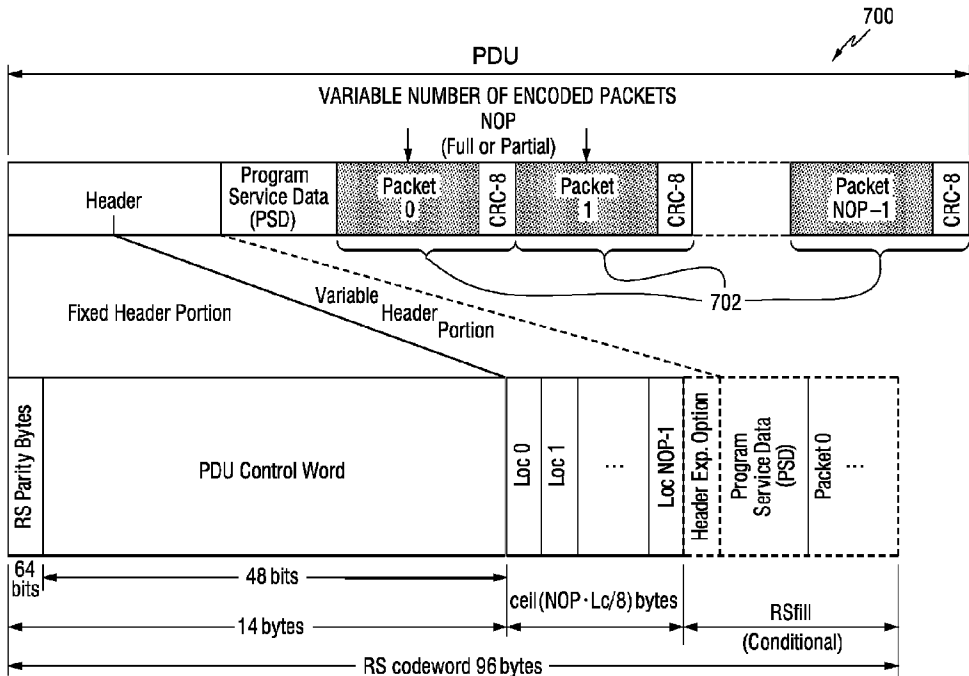 700
PDU
VARIABLE NUMBER OF ENCODED PACKETS
NOP
(Full or Partial)
Header
Program
Service Data
(PSD)
Packet
0
CRC-8
Packet
1
CRC-8
Packet
NOP–1
CRC-8
702
Fixed Header Portion
Variable
Header
Portion
RS Parity Bytes
PDU Control Word
Loc 0
Loc 1
...
Loc NOP-1
Header Exp. Option
Program
Service Data
(PSD)
Packet 0
...
64
bits
48 bits
14 bytes
ceil(NOP·Lc/8) bytes
RSfill
(Conditional)
RS codeword 96 bytes